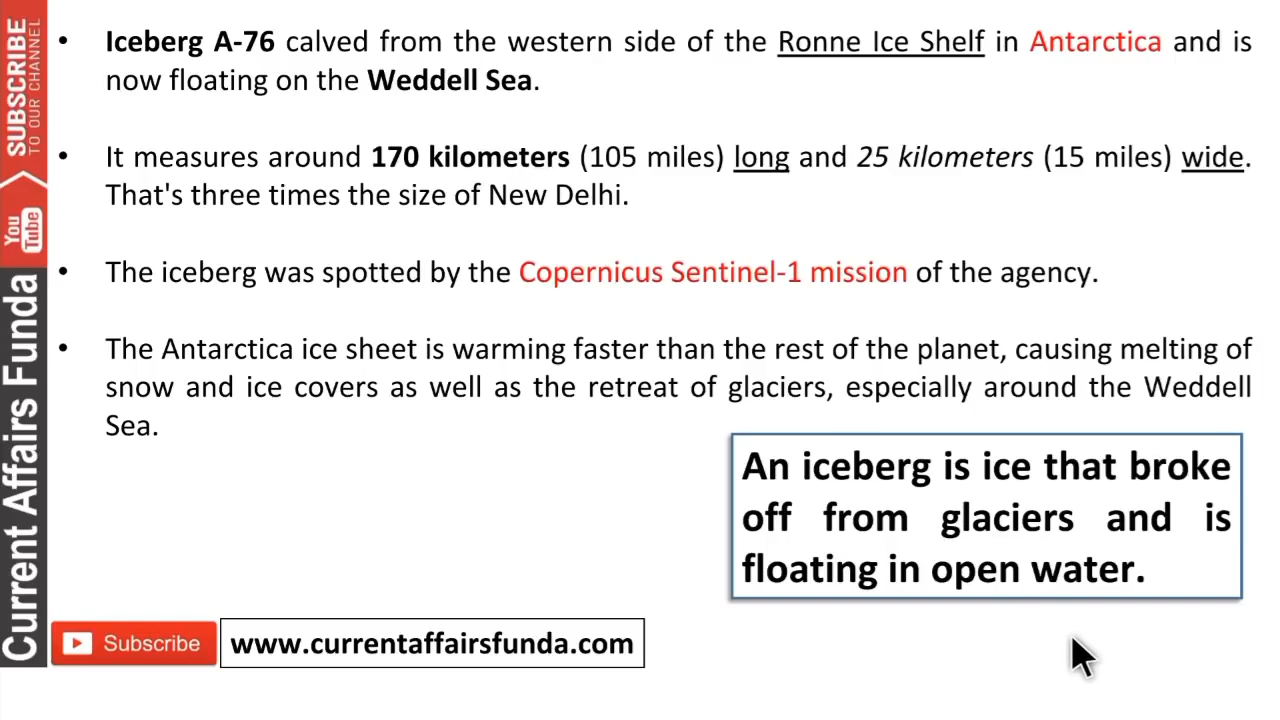 • Iceberg A-76 calved from the western side of the Ronne Ice Shelf in Antarctica and is
now floating on the Weddell Sea.
• It measures around 170 kilometers (105 miles) long and 25 kilometers (15 miles) wide.
That's three times the size of New Delhi.
• The iceberg was spotted by the Copernicus Sentinel-1 mission of the agency.
• The Antarctica ice sheet is warming faster than the rest of the planet, causing melting of
snow and ice covers as well as the retreat of glaciers, especially around the Weddell
Sea.
An iceberg is ice that broke
off from glaciers and is
floating in open water.
Subscribe
www.currentaffairsfunda.com
SUBSCRIBE
TO OUR CHANNEL
You
Tube
Current Affairs Funda